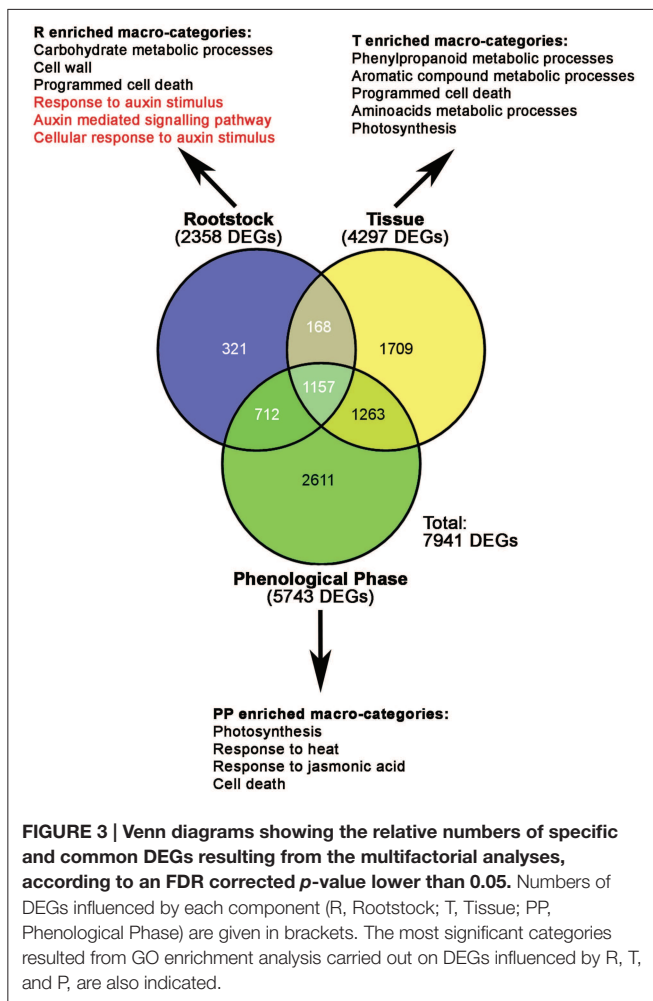 R enriched macro-categories:
Carbohydrate metabolic processes
Cell wall
Programmed cell death
Response to auxin stimulus
Auxin mediated signalling pathway
Cellular response to auxin stimulus
T enriched macro-categories:
Phenylpropanoid metabolic processes
Aromatic compound metabolic processes
Programmed cell death
Aminoacids metabolic processes
Photosynthesis
Rootstock
(2358 DEGs)
Tissue
(4297 DEGs)
168
321
1709
1157
712
1263
2611
Total:
7941 DEGs
Phenological Phase
(5743 DEGs)
PP enriched macro-categories:
Photosynthesis
Response to heat
Response to jasmonic acid
Cell death
FIGURE 3 | Venn diagrams showing the relative numbers of specific
and common DEGs resulting from the multifactorial analyses,
according to an FDR corrected p-value lower than 0.05. Numbers of
DEGs influenced by each component (R, Rootstock; T, Tissue; PP,
Phenological Phase) are given in brackets. The most significant categories
resulted from GO enrichment analysis carried out on DEGs influenced by R, T,
and P, are also indicated.